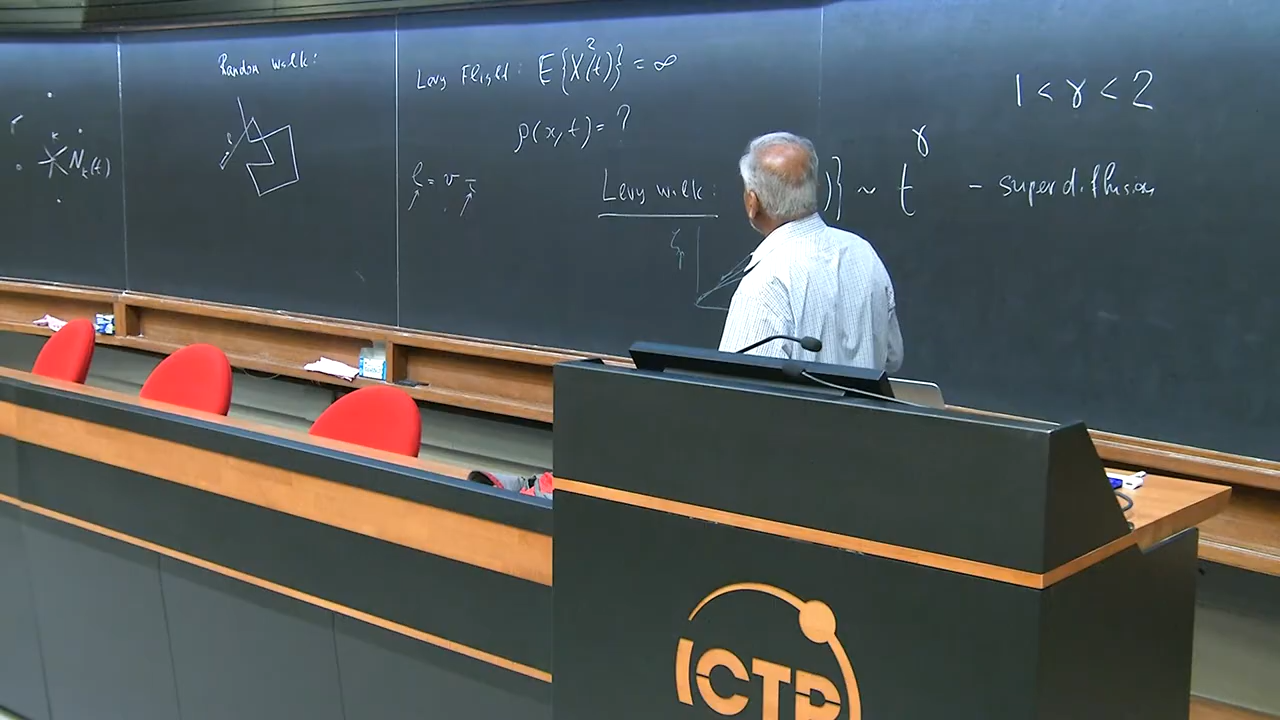 Random walk:
l
K
N_k(t)
Levy Flight: E{X²(t)} = ∞
ρ(x,t) = ?
l = v τ
Levy walk:
)} ~ t^γ - superdiffusion
1 < γ < 2
ICTP